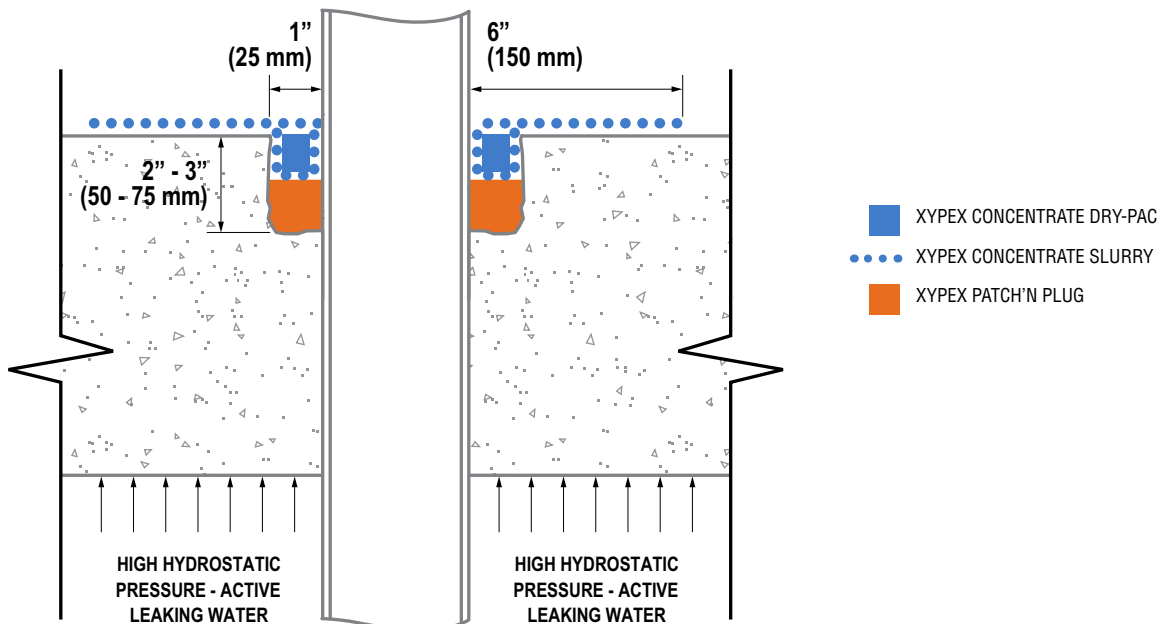 1”
(25 mm)
6”
(150 mm)
2” - 3”
(50 - 75 mm)
XYPEX CONCENTRATE DRY-PAC
XYPEX CONCENTRATE SLURRY
XYPEX PATCH’N PLUG
HIGH HYDROSTATIC
PRESSURE - ACTIVE
LEAKING WATER
HIGH HYDROSTATIC
PRESSURE - ACTIVE
LEAKING WATER